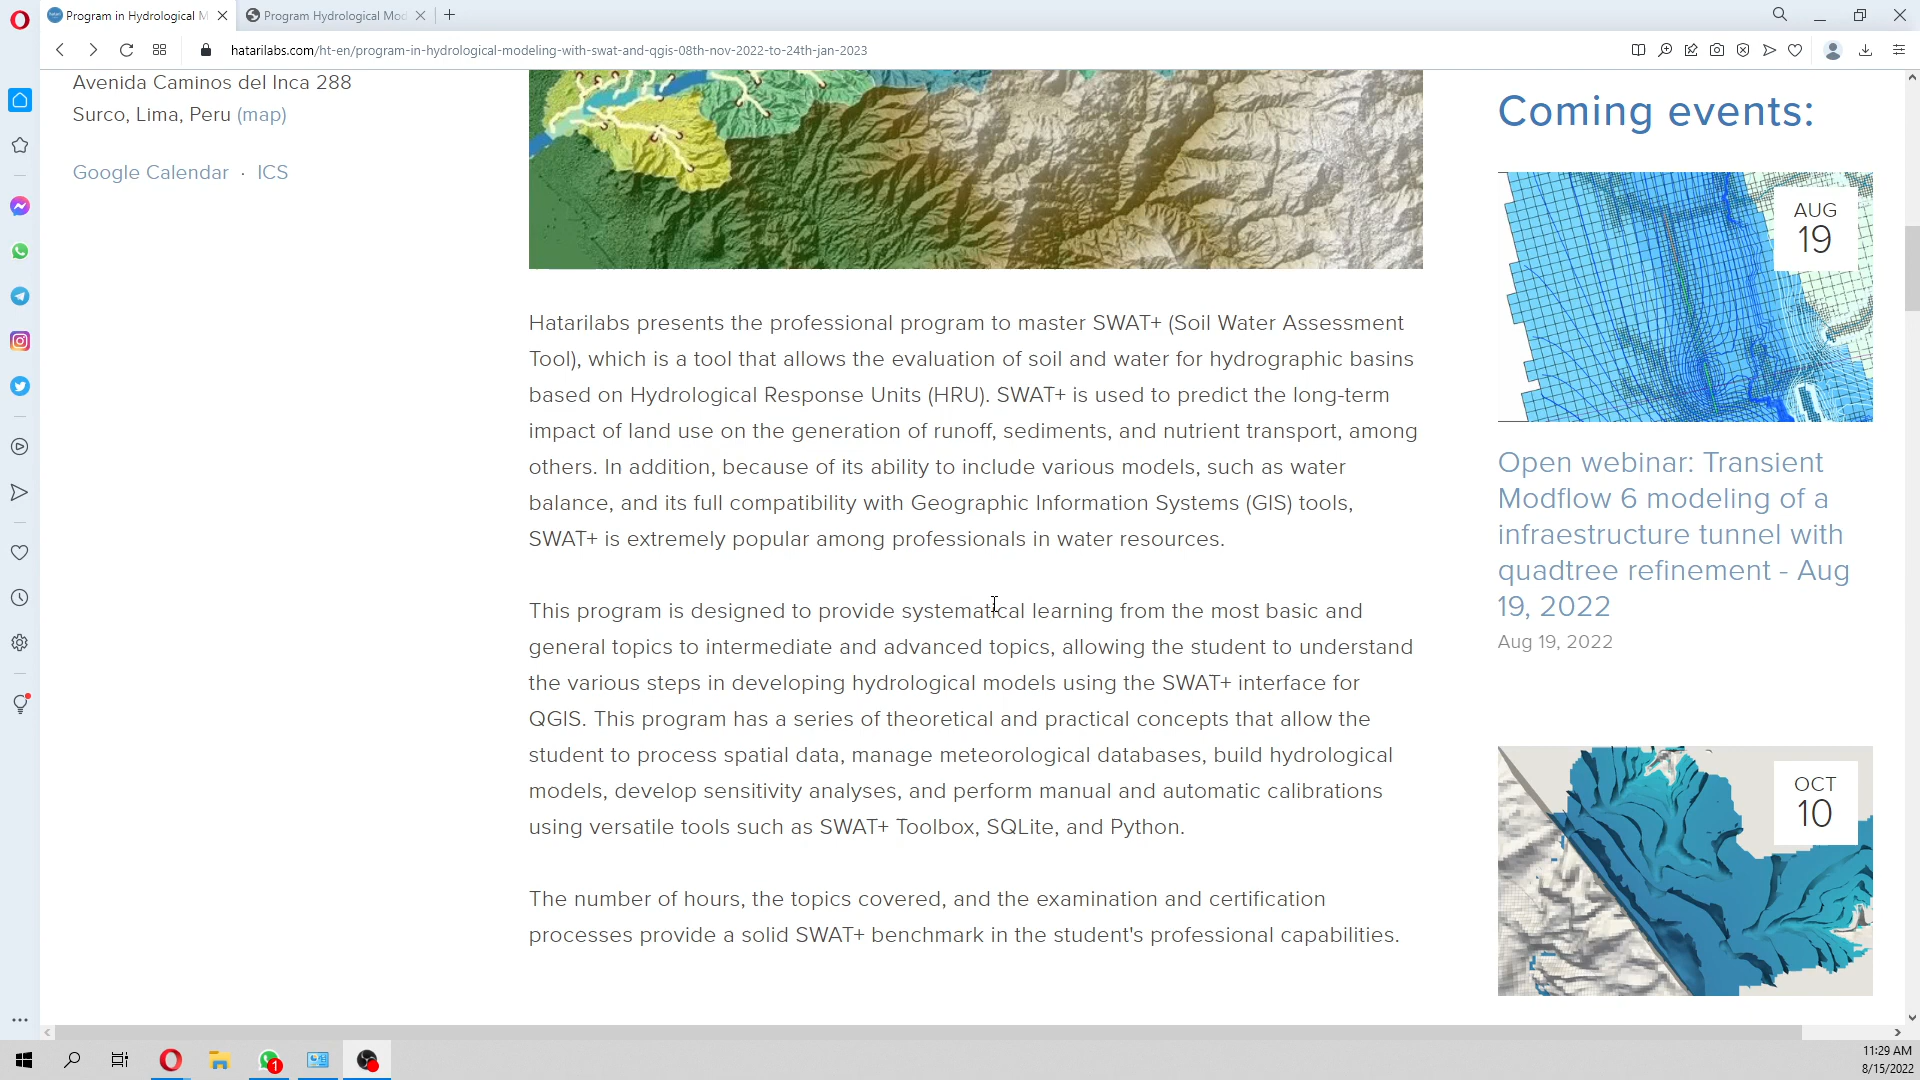 Program in Hydrological M
Program Hydrological Mod
hatarilabs.com/ht-en/program-in-hydrological-modeling-with-swat-and-qgis-08th-nov-2022-to-24th-jan-2023
Avenida Caminos del Inca 288
Surco, Lima, Peru (map)
Google Calendar · ICS
Hatarilabs presents the professional program to master SWAT+ (Soil Water Assessment
Tool), which is a tool that allows the evaluation of soil and water for hydrographic basins
based on Hydrological Response Units (HRU). SWAT+ is used to predict the long-term
impact of land use on the generation of runoff, sediments, and nutrient transport, among
others. In addition, because of its ability to include various models, such as water
balance, and its full compatibility with Geographic Information Systems (GIS) tools,
SWAT+ is extremely popular among professionals in water resources.
This program is designed to provide systematical learning from the most basic and
general topics to intermediate and advanced topics, allowing the student to understand
the various steps in developing hydrological models using the SWAT+ interface for
QGIS. This program has a series of theoretical and practical concepts that allow the
student to process spatial data, manage meteorological databases, build hydrological
models, develop sensitivity analyses, and perform manual and automatic calibrations
using versatile tools such as SWAT+ Toolbox, SQLite, and Python.
The number of hours, the topics covered, and the examination and certification
processes provide a solid SWAT+ benchmark in the student's professional capabilities.
Coming events:
AUG
19
Open webinar: Transient
Modflow 6 modeling of a
infraestructure tunnel with
quadtree refinement - Aug
19, 2022
Aug 19, 2022
OCT
10
1
11:29 AM
8/15/2022